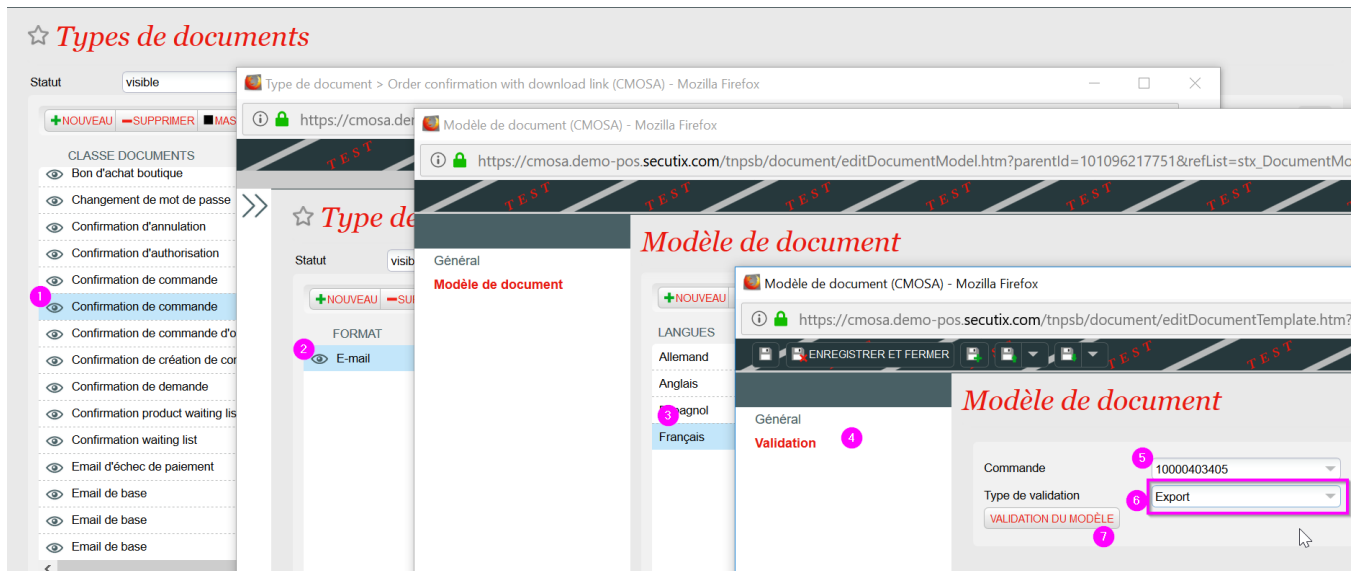 Types de documents
Statut
visible
NOUVEAU
SUPPRIMER
MAS
CLASSE DOCUMENTS
Bon d'achat boutique
Changement de mot de passe
Confirmation d'annulation
Confirmation d'authorisation
Confirmation de commande
1
Confirmation de commande
Confirmation de commande d'o
Confirmation de création de cor
Confirmation de demande
Confirmation product waiting lis
Confirmation waiting list
Email d'échec de paiement
Email de base
Email de base
Email de base
Type de document > Order confirmation with download link (CMOSA) - Mozilla Firefox
https://cmosa.der
TEST
Type de
Statut
visib
NOUVEAU
SU
FORMAT
2
E-mail
Modèle de document (CMOSA) - Mozilla Firefox
https://cmosa.demo-pos.secutix.com/tnpsb/document/editDocumentModel.htm?parentId=101096217751&refList=stx_DocumentMo
TEST TEST TEST TEST TEST TEST
Général
Modèle de document
Modèle de document
NOUVEAU
LANGUES
Allemand
Anglais
3
pagnol
Français
Modèle de document (CMOSA) - Mozilla Firefox
https://cmosa.demo-pos.secutix.com/tnpsb/document/editDocumentTemplate.htm?
ENREGISTRER ET FERMER
TEST TEST
Général
Validation
4
Modèle de document
Commande
5
10000403405
Type de validation
6
Export
VALIDATION DU MODÈLE
7